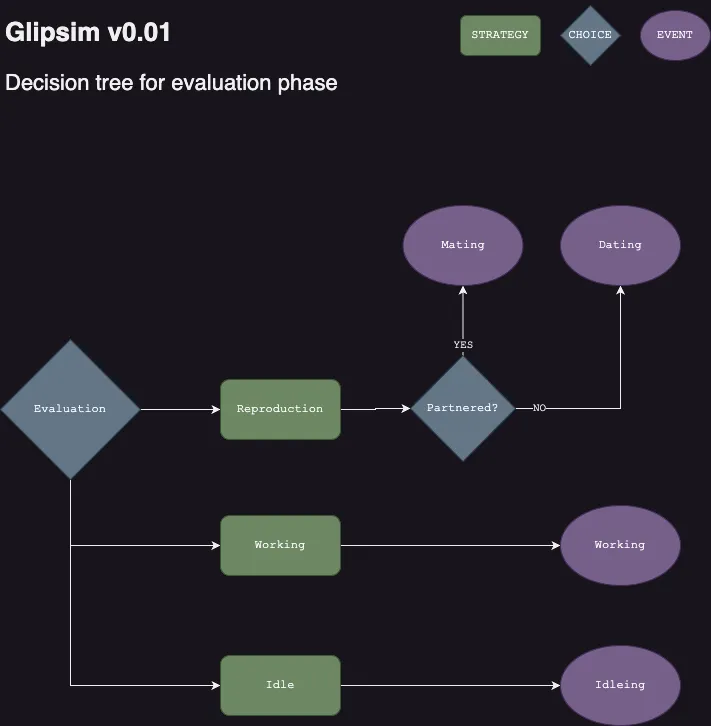 Glipsim v0.01
STRATEGY
CHOICE
EVENT
Decision tree for evaluation phase
Mating
Dating
YES
Evaluation
Reproduction
Partnered?
NO
Working
Working
Idle
Idleing